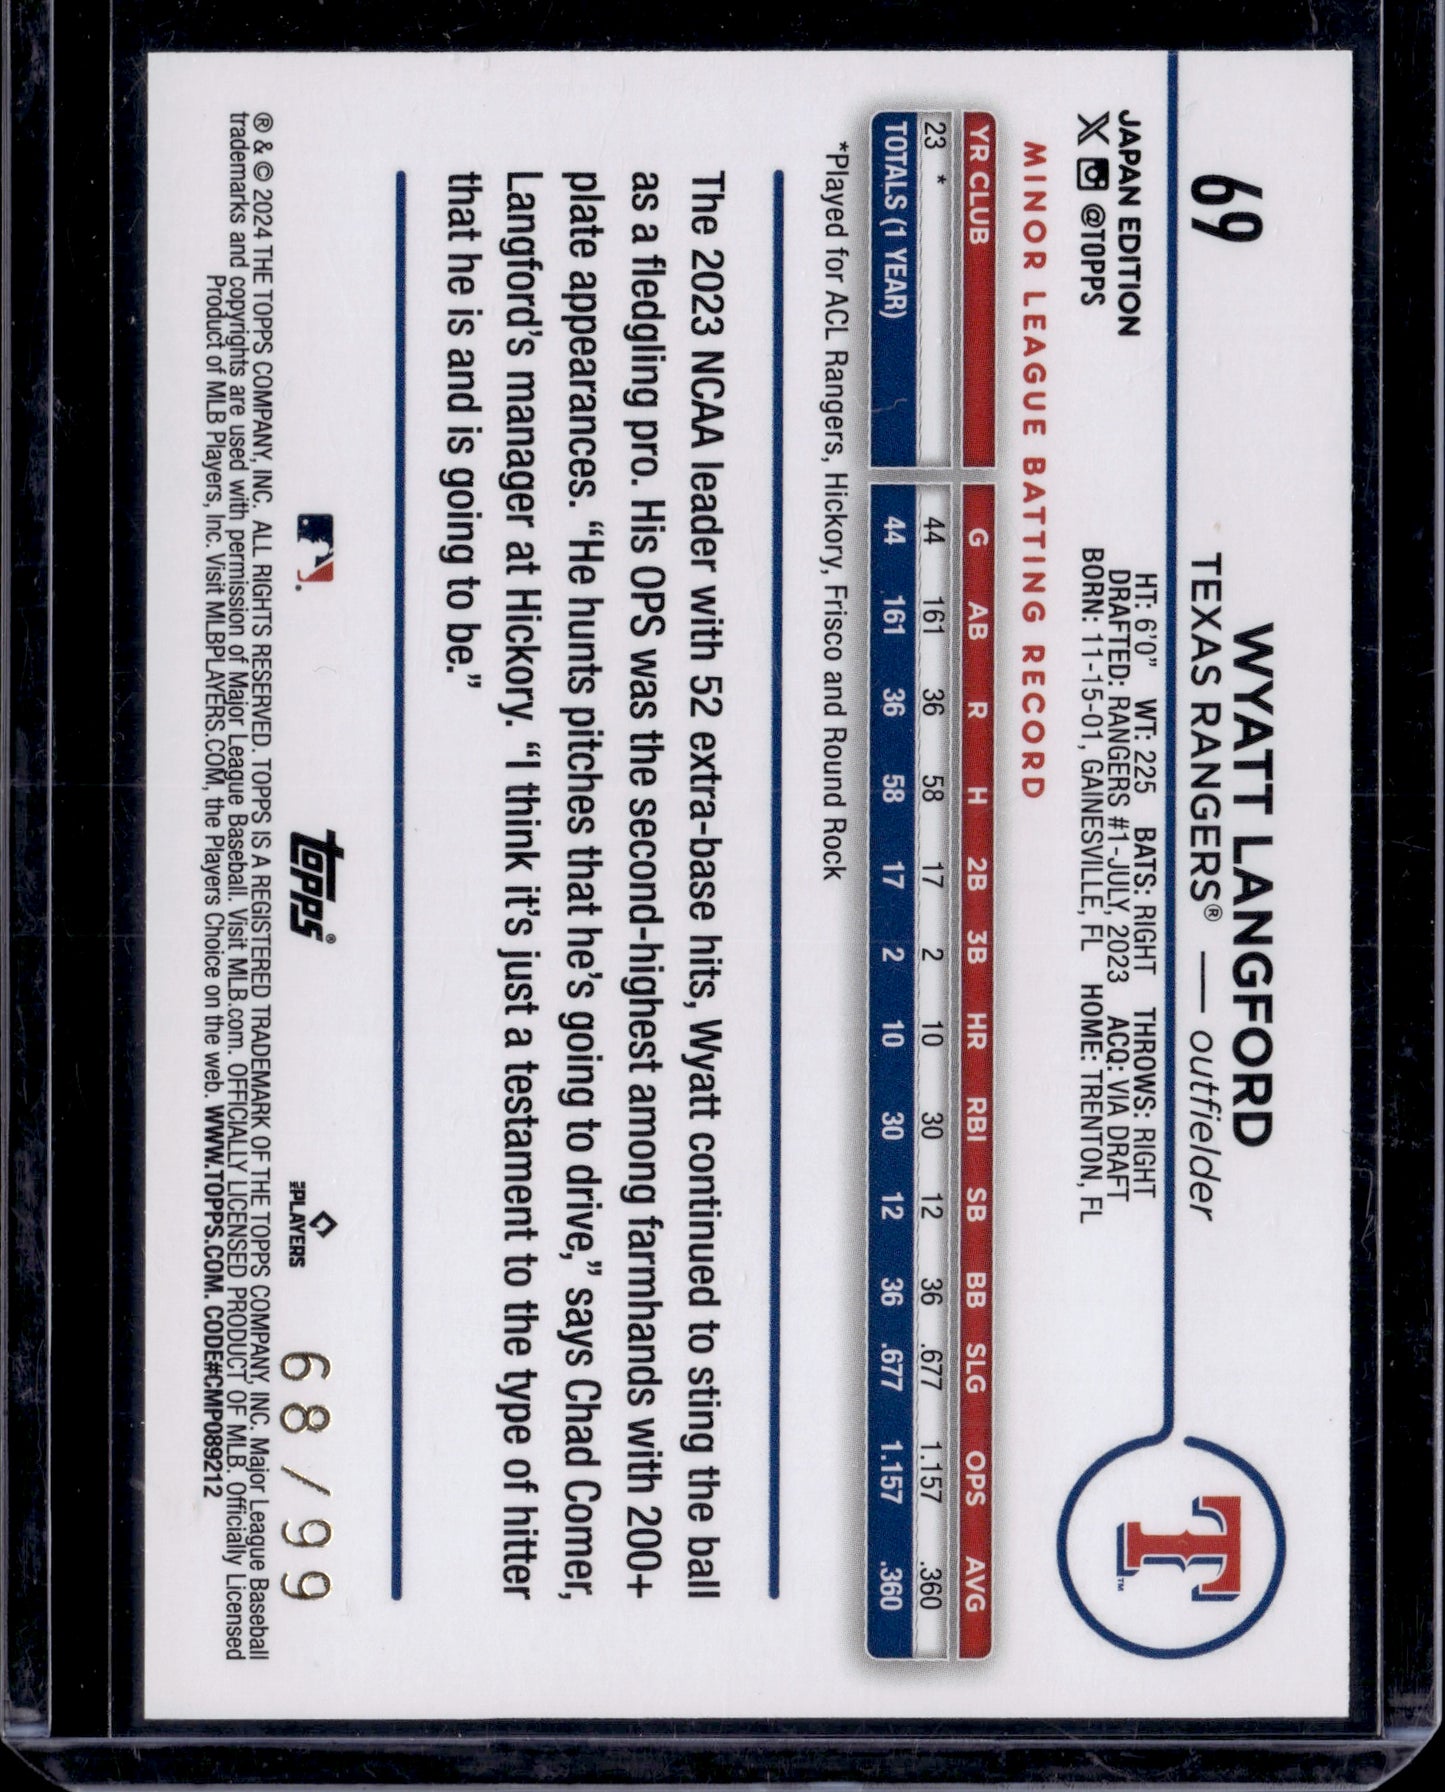 69
WYATT LANGFORD
TEXAS RANGERS® — outfielder
JAPAN EDITION
X @TOPPS
HT: 6'0" WT: 225 BATS: RIGHT THROWS: RIGHT
DRAFTED: RANGERS #1-JULY, 2023 ACQ: VIA DRAFT
BORN: 11-15-01, GAINESVILLE, FL HOME: TRENTON, FL
T™
MINOR LEAGUE BATTING RECORD
YR CLUB G AB R H 2B 3B HR RBI SB BB SLG OPS AVG
23 * 44 161 36 58 17 2 10 30 12 36 .677 1.157 .360
TOTALS (1 YEAR) 44 161 36 58 17 2 10 30 12 36 .677 1.157 .360
*Played for ACL Rangers, Hickory, Frisco and Round Rock
The 2023 NCAA leader with 52 extra-base hits, Wyatt continued to sting the ball
as a fledgling pro. His OPS was the second-highest among farmhands with 200+
plate appearances. “He hunts pitches that he's going to drive,” says Chad Comer,
Langford's manager at Hickory. “I think it's just a testament to the type of hitter
that he is and is going to be.”
topps®
THE PLAYERS
68/99
® & © 2024 THE TOPPS COMPANY, INC. ALL RIGHTS RESERVED. TOPPS IS A REGISTERED TRADEMARK OF THE TOPPS COMPANY, INC. Major League Baseball
trademarks and copyrights are used with permission of Major League Baseball. Visit MLB.com. OFFICIALLY LICENSED PRODUCT OF MLB. Officially Licensed
Product of MLB Players, Inc. Visit MLBPLAYERS.COM, the Players Choice on the web. WWW.TOPPS.COM. CODE#CMP089212